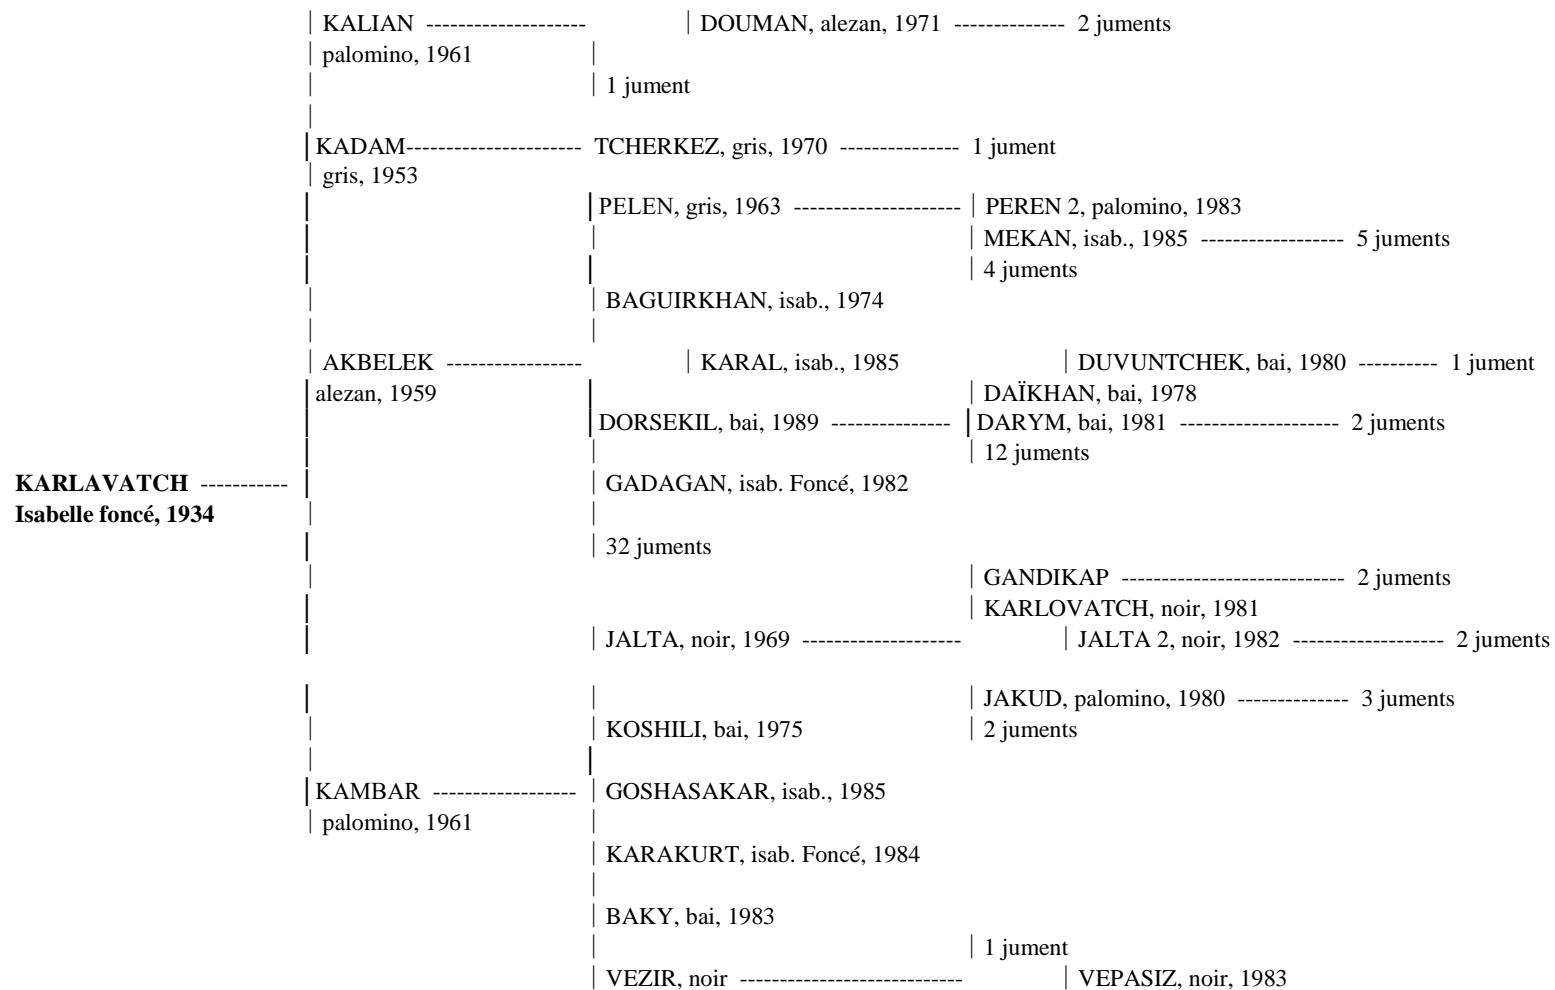 KALIAN -------------------- DOUMAN, alezan, 1971 -------------- 2 juments
palomino, 1961
1 jument
KADAM---------------------- TCHERKEZ, gris, 1970 --------------- 1 jument
gris, 1953
PELEN, gris, 1963 --------------------- PEREN 2, palomino, 1983
MEKAN, isab., 1985 ------------------ 5 juments
4 juments
BAGUIRKHAN, isab., 1974
AKBELEK ----------------- KARAL, isab., 1985 DUVUNTCHEK, bai, 1980 ---------- 1 jument
alezan, 1959 DAÏKHAN, bai, 1978
DORSEKIL, bai, 1989 --------------- DARYM, bai, 1981 -------------------- 2 juments
12 juments
KARLAVATCH ----------- GADAGAN, isab. Foncé, 1982
Isabelle foncé, 1934
32 juments
GANDIKAP ---------------------------- 2 juments
KARLOVATCH, noir, 1981
JALTA, noir, 1969 -------------------- JALTA 2, noir, 1982 ------------------- 2 juments
JAKUD, palomino, 1980 -------------- 3 juments
KOSHILI, bai, 1975 2 juments
KAMBAR ------------------ GOSHASAKAR, isab., 1985
palomino, 1961
KARAKURT, isab. Foncé, 1984
BAKY, bai, 1983
1 jument
VEZIR, noir ---------------------------- VEPASIZ, noir, 1983